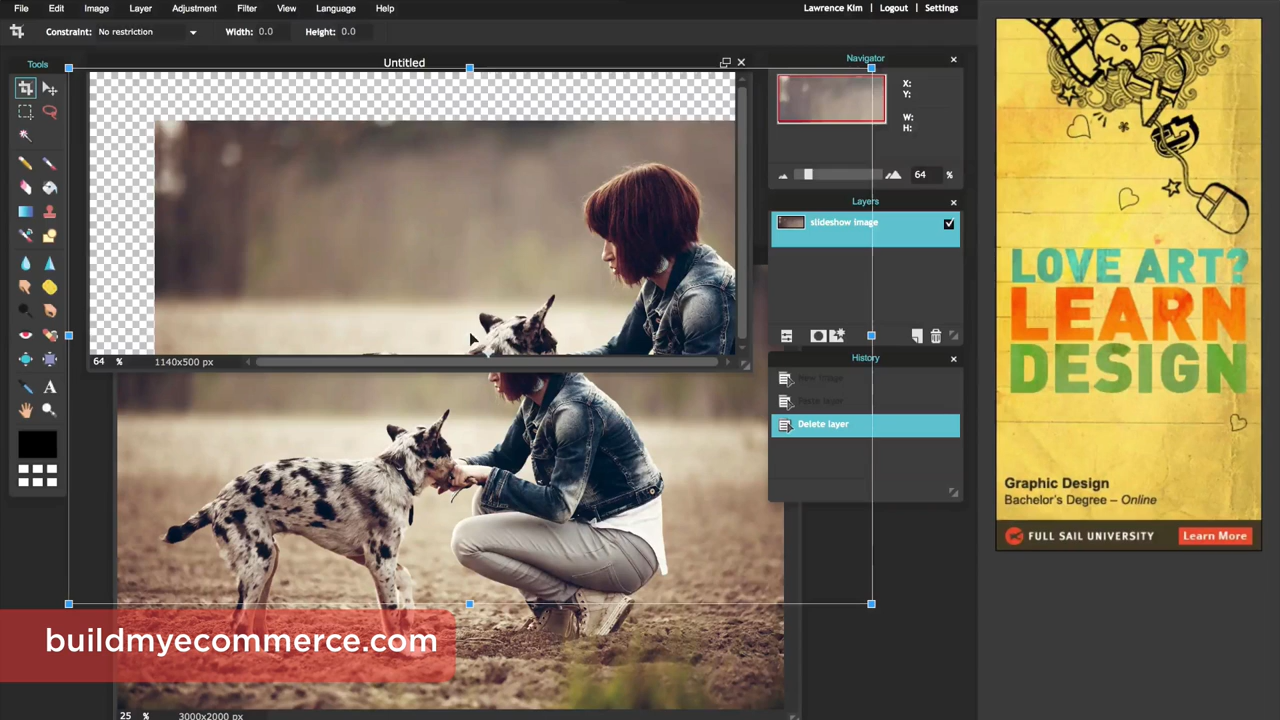 File Edit Image Layer Adjustment Filter View Language Help
Lawrence Kim | Logout | Settings
Constraint: No restriction Width: 0.0 Height: 0.0
Tools
Untitled
Navigator
X:
Y:
W:
H:
64 %
Layers
slideshow image
64 % 1140x500 px
History
New image
Paste layer
Delete layer
A
LOVE ART?
LEARN
DESIGN
Graphic Design
Bachelor's Degree – Online
FULL SAIL UNIVERSITY
Learn More
buildmyecommerce.com
25 % 3000x2000 px